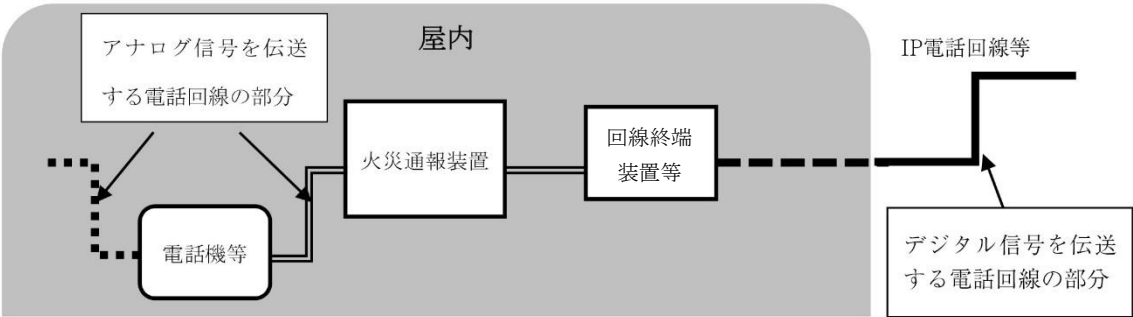 アナログ信号を伝送
する電話回線の部分
屋内
IP電話回線等
火災通報装置
回線終端
装置等
電話機等
デジタル信号を伝送
する電話回線の部分